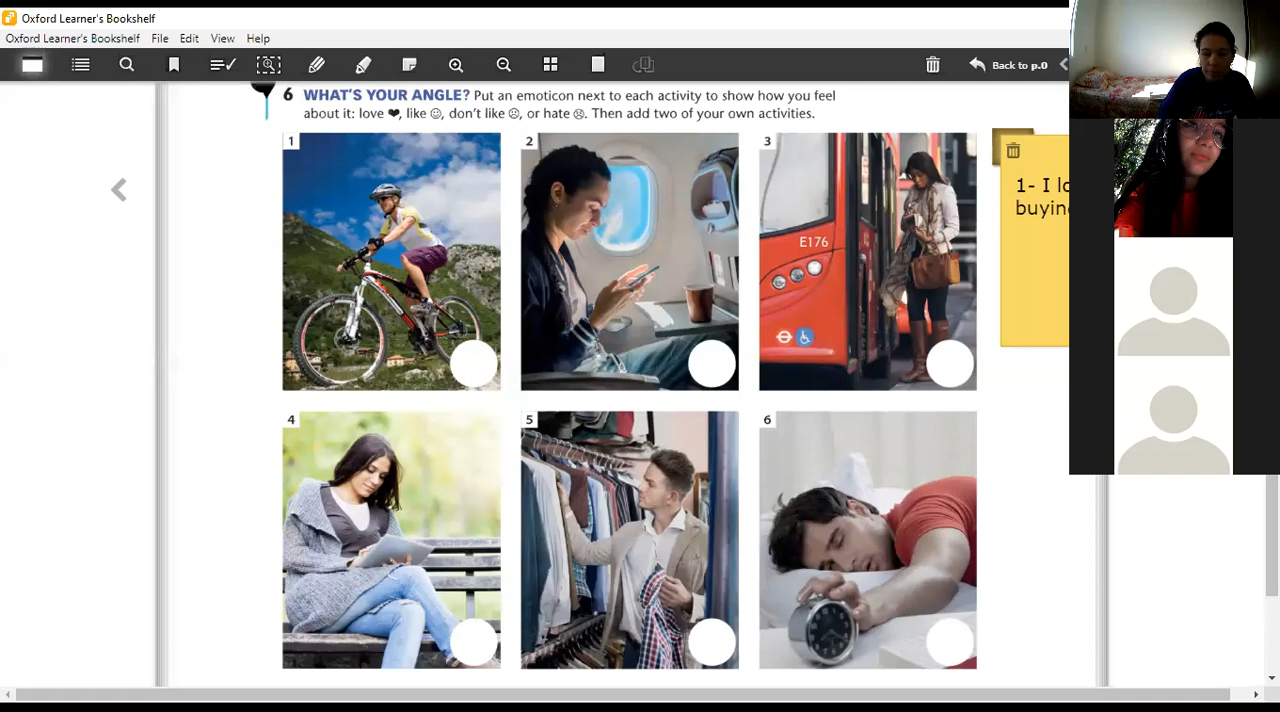 Oxford Learner's Bookshelf
Oxford Learner's Bookshelf File Edit View Help
Back to p.0
6 WHAT'S YOUR ANGLE? Put an emoticon next to each activity to show how you feel
about it: love ❤, like ☺, don't like ☹, or hate ☹. Then add two of your own activities.
1
2
3
E176
1- I
4
5
6